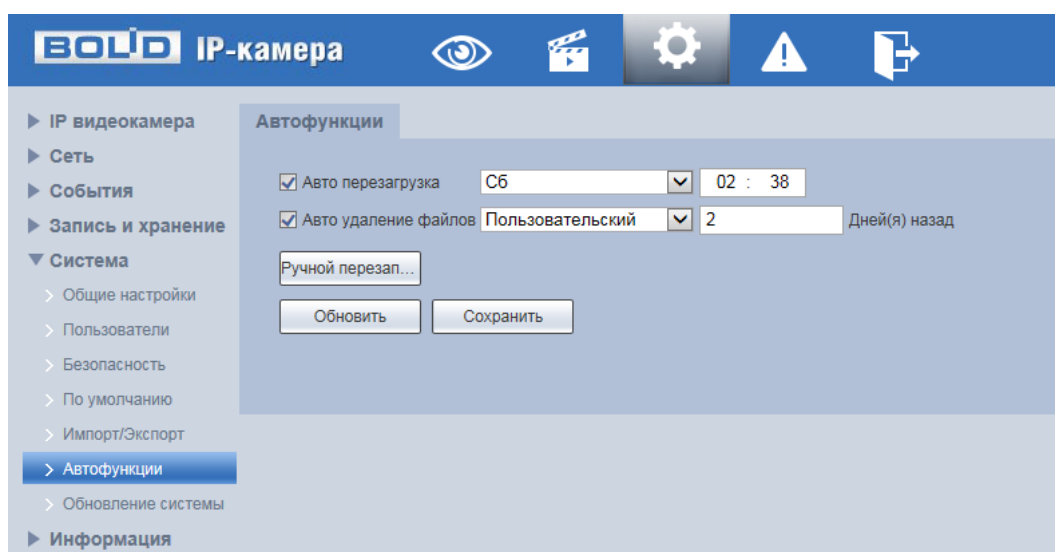 BOLID IP-камера
IP видеокамера
Сеть
События
Запись и хранение
Система
Общие настройки
Пользователи
Безопасность
По умолчанию
Импорт/Экспорт
Автофункции
Обновление системы
Информация
Автофункции
Авто перезагрузка Сб 02 : 38
Авто удаление файлов Пользовательский 2 Дней(я) назад
Ручной перезап...
Обновить Сохранить